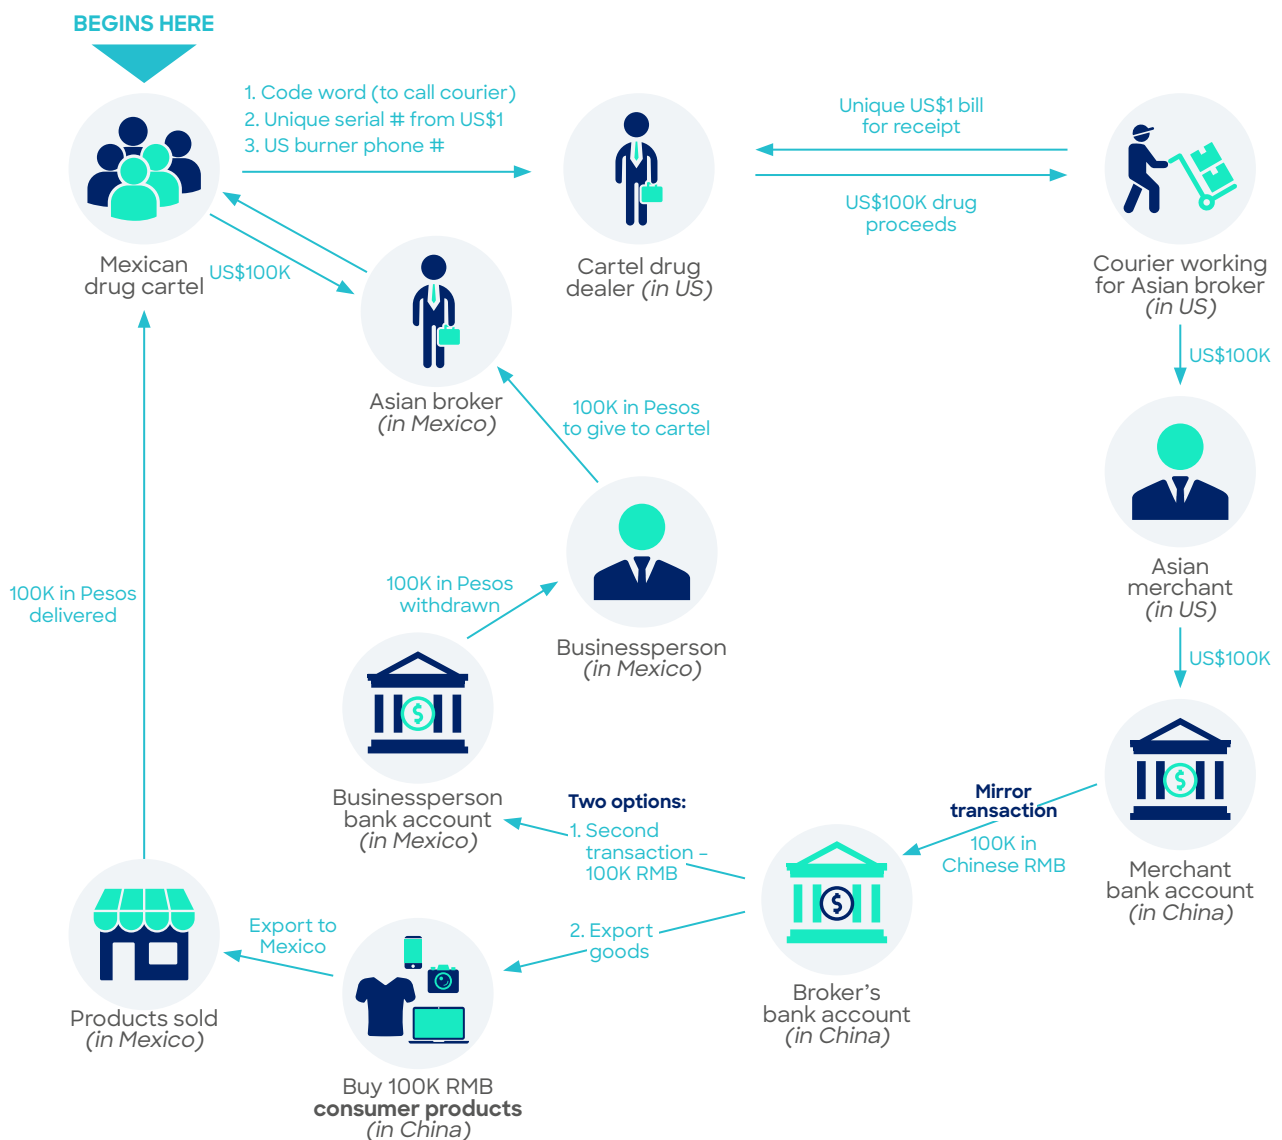 BEGINS HERE
1. Code word (to call courier)
2. Unique serial # from US$1
3. US burner phone #
Unique US$1 bill
for receipt
US$100K drug
proceeds
Mexican
drug cartel
US$100K
Cartel drug
dealer (in US)
Courier working
for Asian broker
(in US)
US$100K
Asian broker
(in Mexico)
100K in Pesos
to give to cartel
Asian
merchant
(in US)
100K in Pesos
delivered
100K in Pesos
withdrawn
Businessperson
(in Mexico)
US$100K
Businessperson
bank account
(in Mexico)
Two options:
1. Second
transaction –
100K RMB
Mirror
transaction
100K in
Chinese RMB
Merchant
bank account
(in China)
2. Export
goods
Export to
Mexico
Products sold
(in Mexico)
Broker's
bank account
(in China)
Buy 100K RMB
consumer products
(in China)
$
$
$